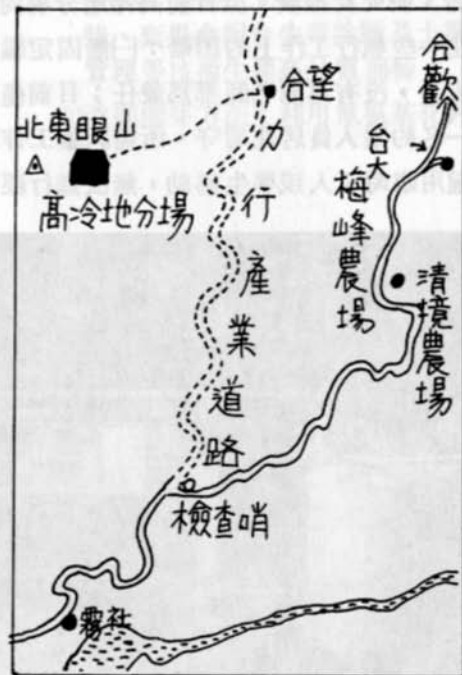 合歡
合望
北東眼山
高冷地分場
力行產業道路
台大梅峰農場
清境農場
檢查哨
霧社